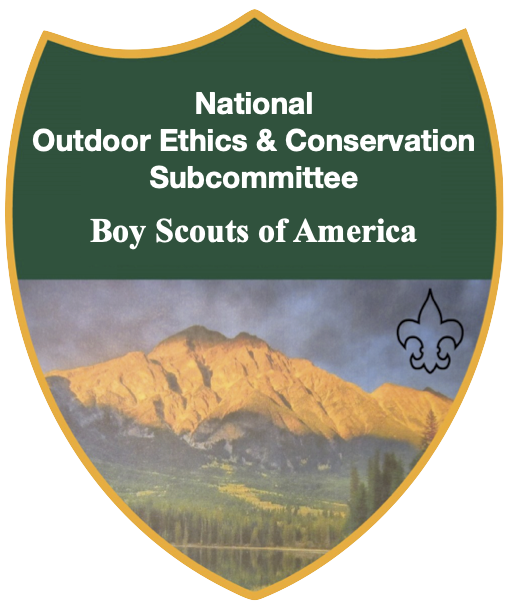 National
Outdoor Ethics & Conservation
Subcommittee
Boy Scouts of America